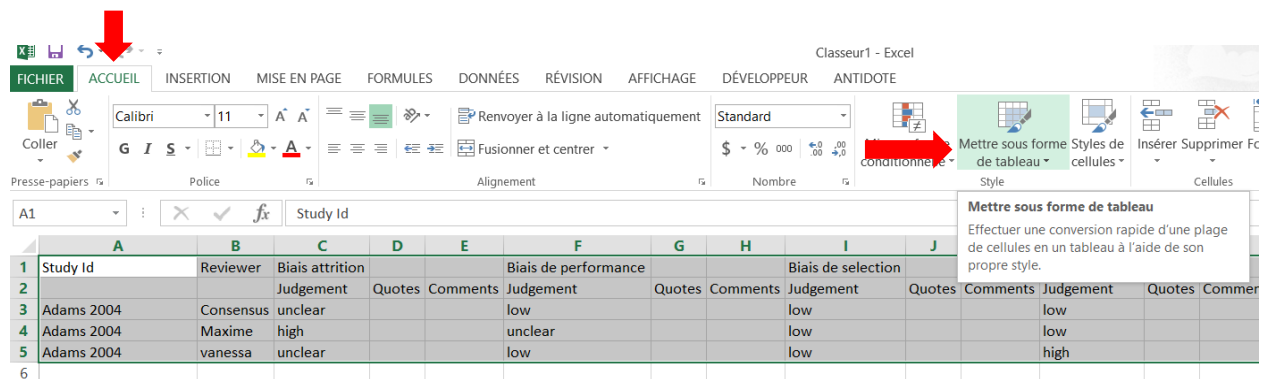 Classeur1 - Excel
FICHIER ACCUEIL INSERTION MISE EN PAGE FORMULES DONNÉES RÉVISION AFFICHAGE DÉVELOPPEUR ANTIDOTE
Calibri 11 Renvoyer à la ligne automatiquement Standard
Coller G I S A Fusionner et centrer $ % 000 conditionnelle Mettre sous forme de tableau Styles de cellules Insérer Supprimer
Presse-papiers Police Alignement Nombre Style Cellules
A1 fx Study Id
Mettre sous forme de tableau
Effectuer une conversion rapide d'une plage
de cellules en un tableau à l'aide de son
propre style.
A B C D E F G H I J
1 Study Id Reviewer Biais attrition Biais de performance Biais de selection
2 Judgement Quotes Comments Judgement Quotes Comments Judgement Quotes Comments Judgement Quotes
3 Adams 2004 Consensus unclear low low low
4 Adams 2004 Maxime high unclear low low
5 Adams 2004 vanessa unclear low low high
6